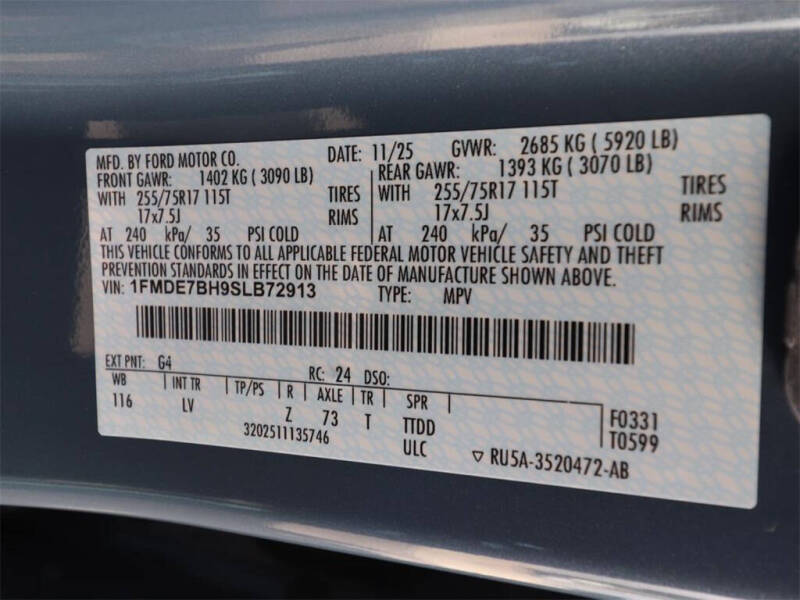 MFD. BY FORD MOTOR CO. DATE: 11/25 GVWR: 2685 KG ( 5920 LB)
FRONT GAWR: 1402 KG ( 3090 LB) REAR GAWR: 1393 KG ( 3070 LB)
WITH 255/75R17 115T TIRES WITH 255/75R17 115T TIRES
17x7.5J RIMS 17x7.5J RIMS
AT 240 kPa/ 35 PSI COLD AT 240 kPa/ 35 PSI COLD
THIS VEHICLE CONFORMS TO ALL APPLICABLE FEDERAL MOTOR VEHICLE SAFETY AND THEFT
PREVENTION STANDARDS IN EFFECT ON THE DATE OF MANUFACTURE SHOWN ABOVE.
VIN: 1FMDE7BH9SLB72913 TYPE: MPV
EXT PNT: G4 RC: 24 DSO:
WB INT TR TP/PS R AXLE TR SPR
116 LV Z 73 T TTDD F0331
3202511135746 ULC T0599
▽ RU5A-3520472-AB